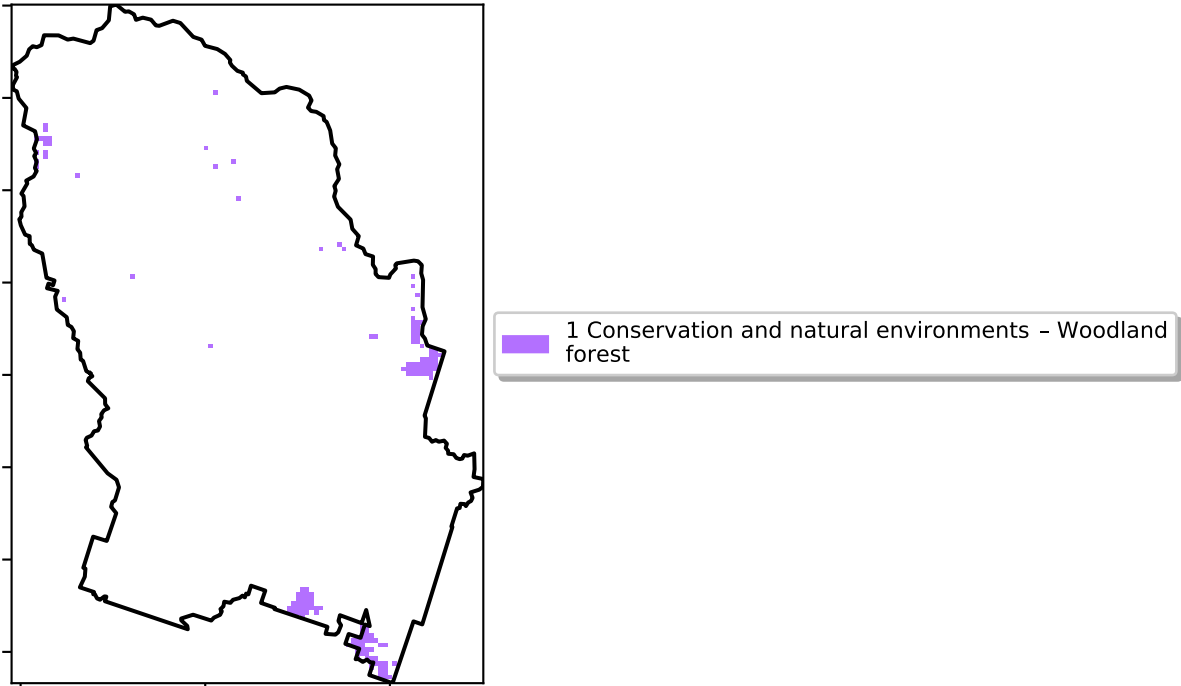 1 Conservation and natural environments – Woodland
forest